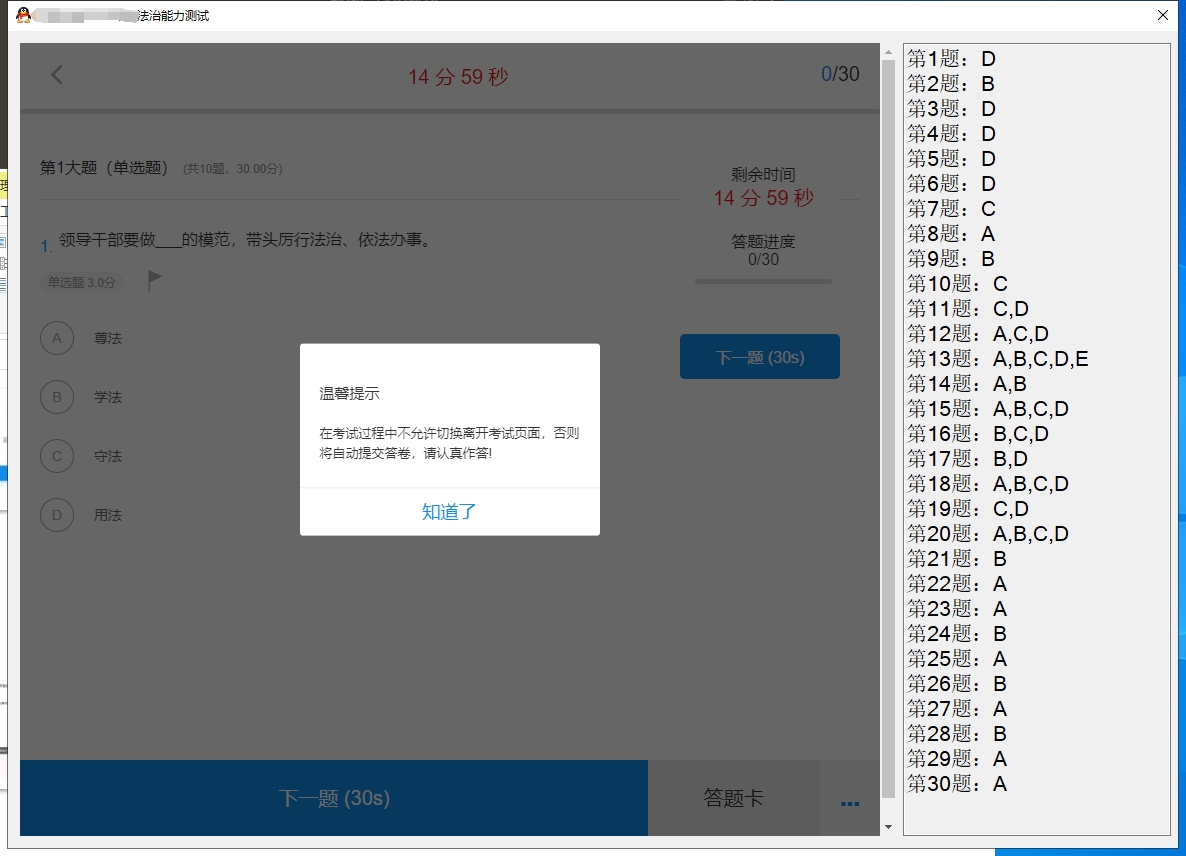 法治能力测试
14 分 59 秒
0/30
第1大题（单选题） (共10题，30.00分)
剩余时间
14 分 59 秒
1. 领导干部要做___的模范，带头厉行法治、依法办事。
答题进度
0/30
单选题 3.0分
A 尊法
下一题 (30s)
B 学法
C 守法
D 用法
温馨提示
在考试过程中不允许切换离开考试页面，否则
将自动提交答卷，请认真作答!
知道了
下一题 (30s)
答题卡
...
第1题：D
第2题：B
第3题：D
第4题：D
第5题：D
第6题：D
第7题：C
第8题：A
第9题：B
第10题：C
第11题：C,D
第12题：A,C,D
第13题：A,B,C,D,E
第14题：A,B
第15题：A,B,C,D
第16题：B,C,D
第17题：B,D
第18题：A,B,C,D
第19题：C,D
第20题：A,B,C,D
第21题：B
第22题：A
第23题：A
第24题：B
第25题：A
第26题：B
第27题：A
第28题：B
第29题：A
第30题：A